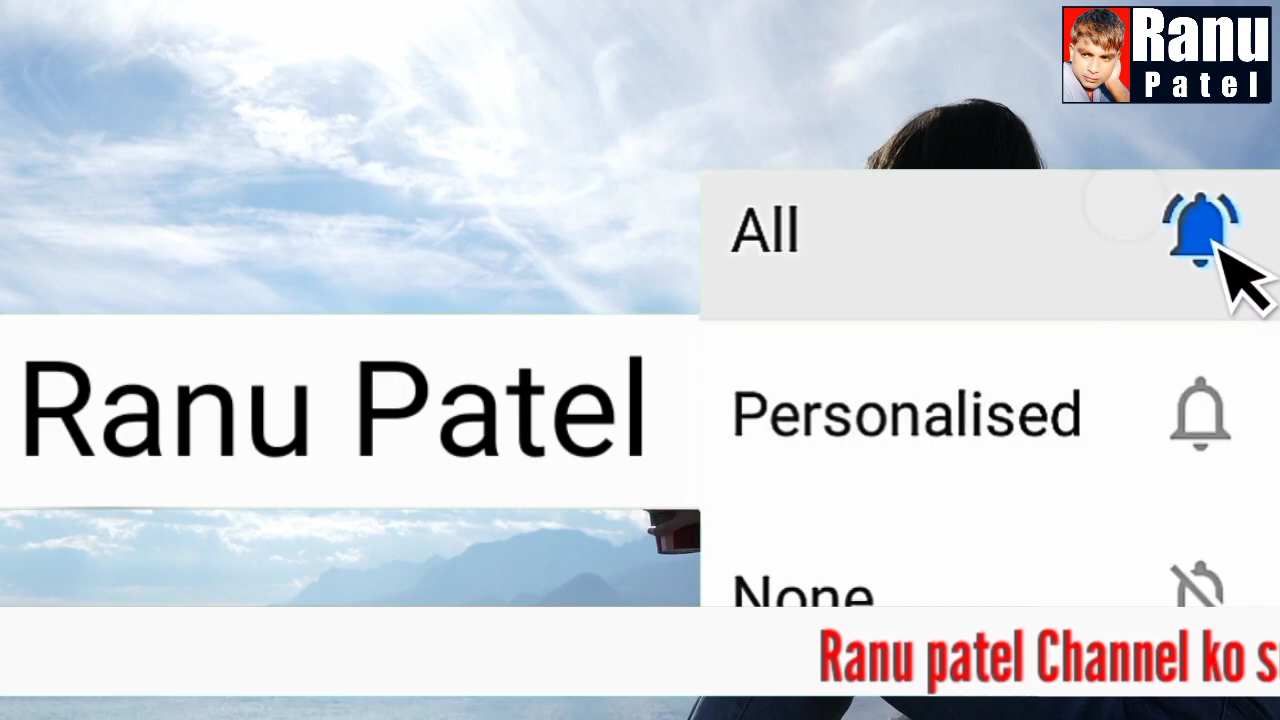 Ranu
Patel
All
Ranu Patel
Personalised
None
Ranu patel Channel ko